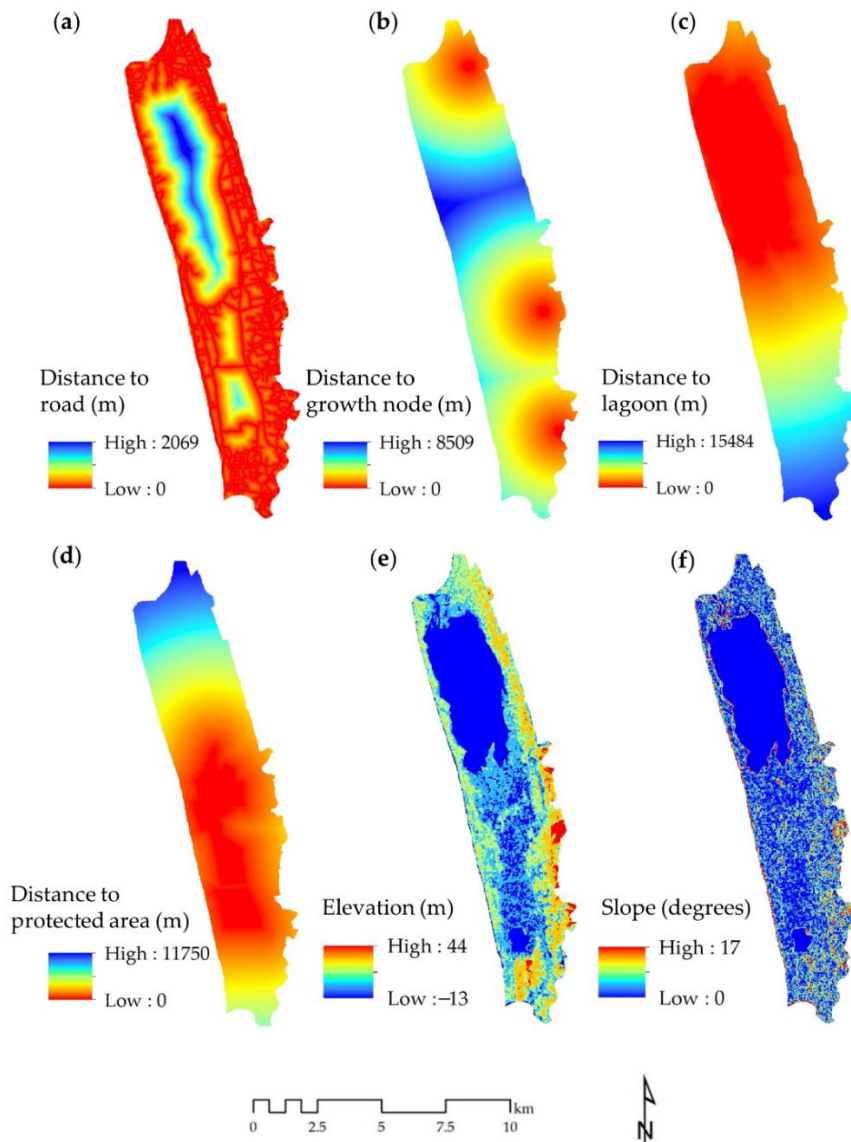 (a)
Distance to
road (m)
High : 2069
Low : 0
(b)
Distance to
growth node (m)
High : 8509
Low : 0
(c)
Distance to
lagoon (m)
High : 15484
Low : 0
(d)
Distance to
protected area (m)
High : 11750
Low : 0
(e)
Elevation (m)
High : 44
Low : −13
(f)
Slope (degrees)
High : 17
Low : 0
km
0 2.5 5 7.5 10
N